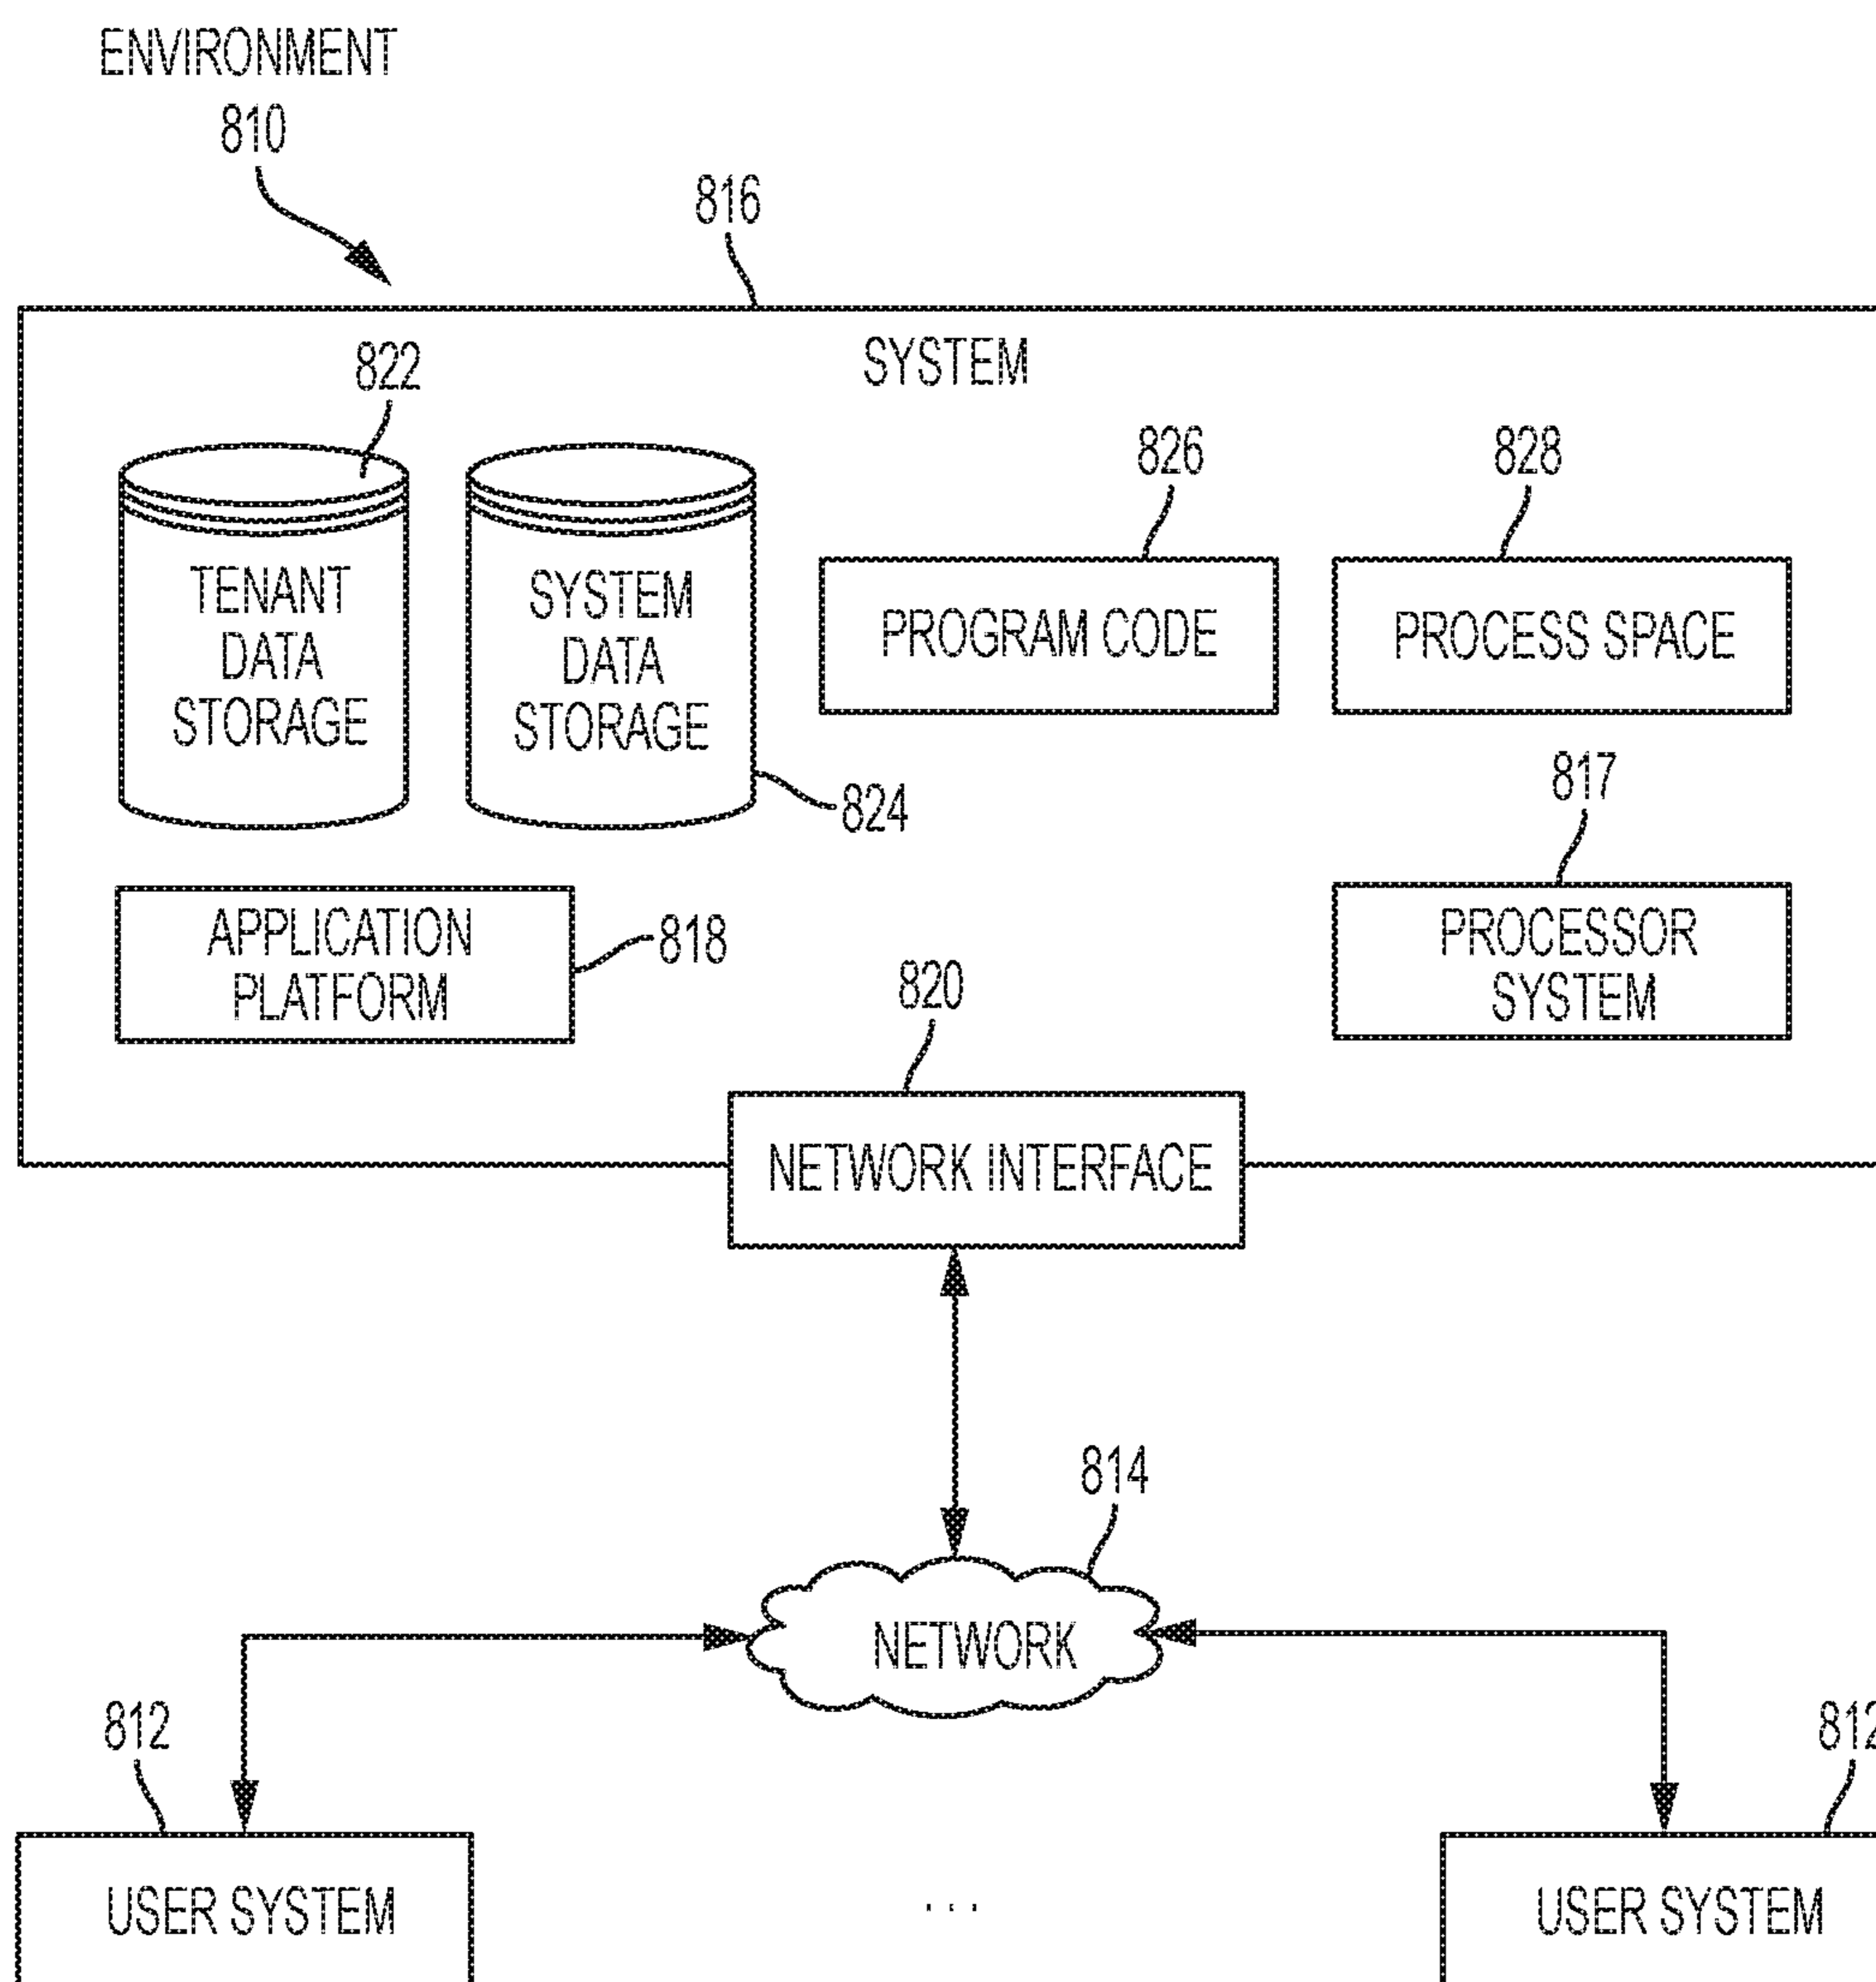 ENVIRONMENT
810
816
SYSTEM
822
826
828
TENANT
DATA
STORAGE
SYSTEM
DATA
STORAGE
PROGRAM CODE
PROCESS SPACE
824
817
APPLICATION
PLATFORM
818
PROCESSOR
SYSTEM
820
NETWORK INTERFACE
814
NETWORK
812
812
USER SYSTEM
...
USER SYSTEM